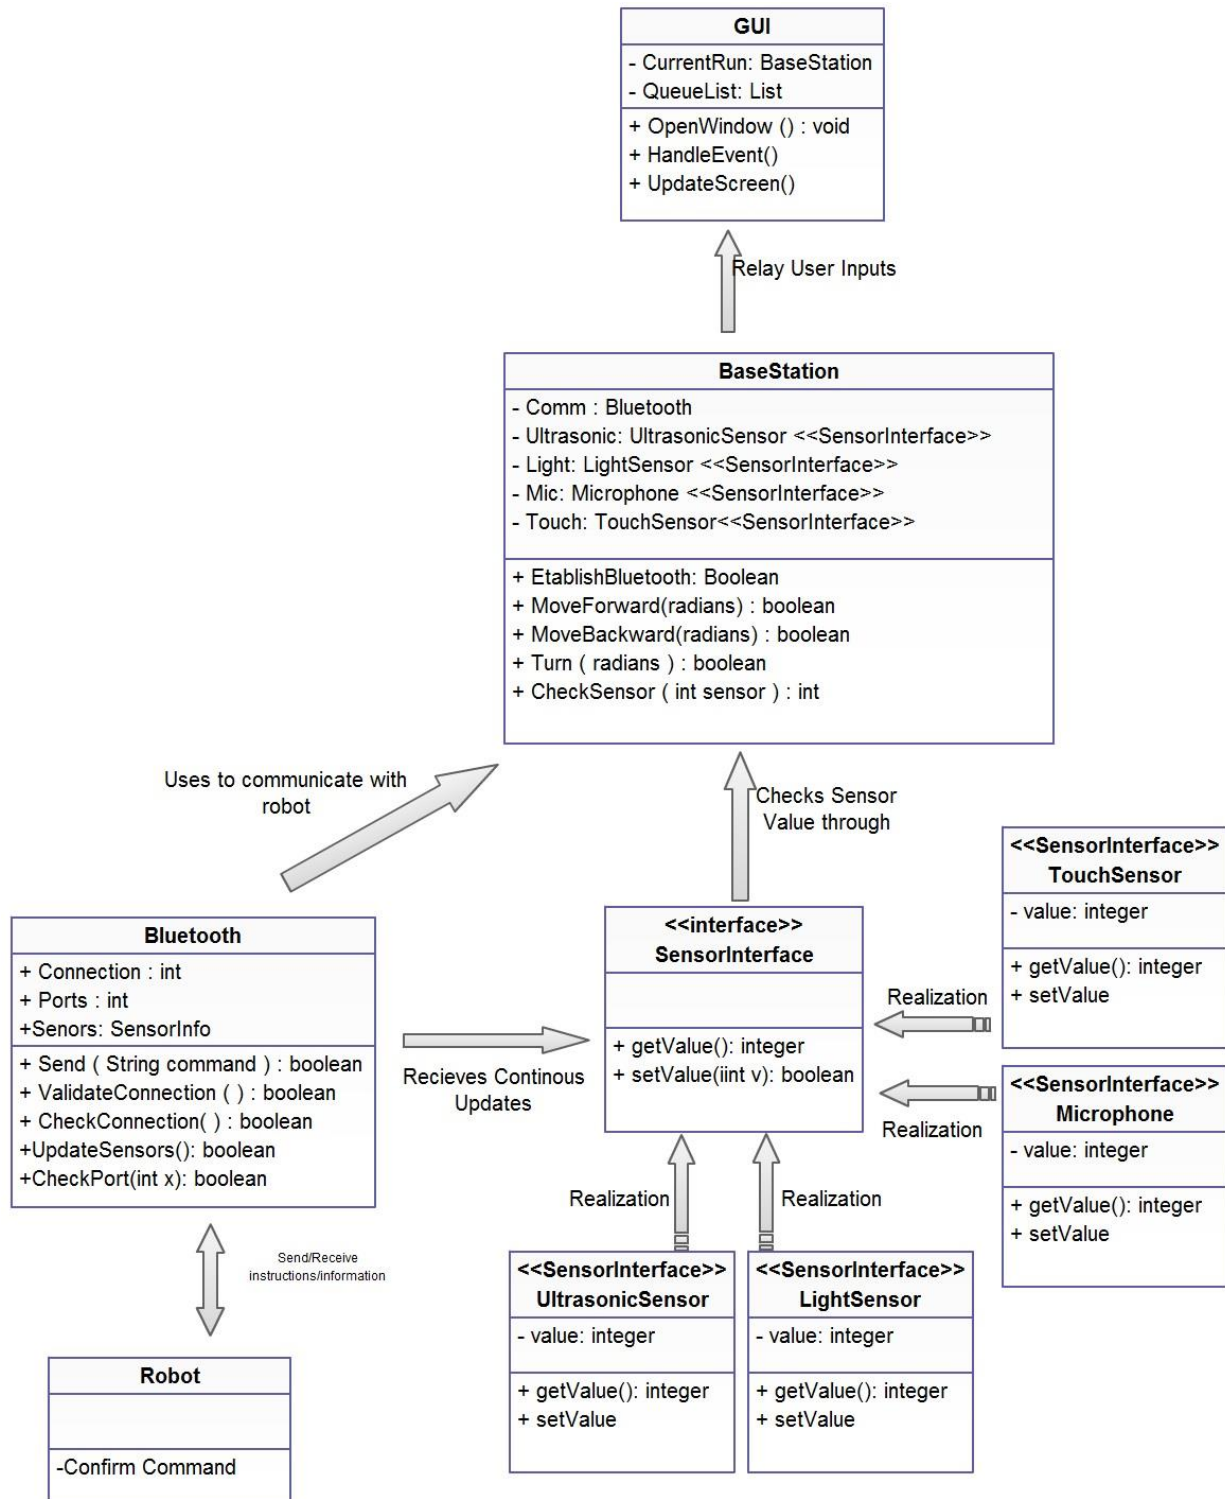 GUI
- CurrentRun: BaseStation
- QueueList: List
+ OpenWindow () : void
+ HandleEvent()
+ UpdateScreen()
Relay User Inputs
BaseStation
- Comm : Bluetooth
- Ultrasonic: UltrasonicSensor <<SensorInterface>>
- Light: LightSensor <<SensorInterface>>
- Mic: Microphone <<SensorInterface>>
- Touch: TouchSensor<<SensorInterface>>
+ EtablishBluetooth: Boolean
+ MoveForward(radians) : boolean
+ MoveBackward(radians) : boolean
+ Turn ( radians ) : boolean
+ CheckSensor ( int sensor ) : int
Uses to communicate with
robot
Checks Sensor
Value through
Bluetooth
+ Connection : int
+ Ports : int
+Senors: SensorInfo
+ Send ( String command ) : boolean
+ ValidateConnection ( ) : boolean
+ CheckConnection( ) : boolean
+UpdateSensors(): boolean
+CheckPort(int x): boolean
Recieves Continous
Updates
<<interface>>
SensorInterface
+ getValue(): integer
+ setValue(iint v): boolean
Realization
<<SensorInterface>>
TouchSensor
- value: integer
+ getValue(): integer
+ setValue
Realization
<<SensorInterface>>
Microphone
- value: integer
+ getValue(): integer
+ setValue
Realization
Realization
<<SensorInterface>>
UltrasonicSensor
- value: integer
+ getValue(): integer
+ setValue
<<SensorInterface>>
LightSensor
- value: integer
+ getValue(): integer
+ setValue
Send/Receive
instructions/information
Robot
-Confirm Command